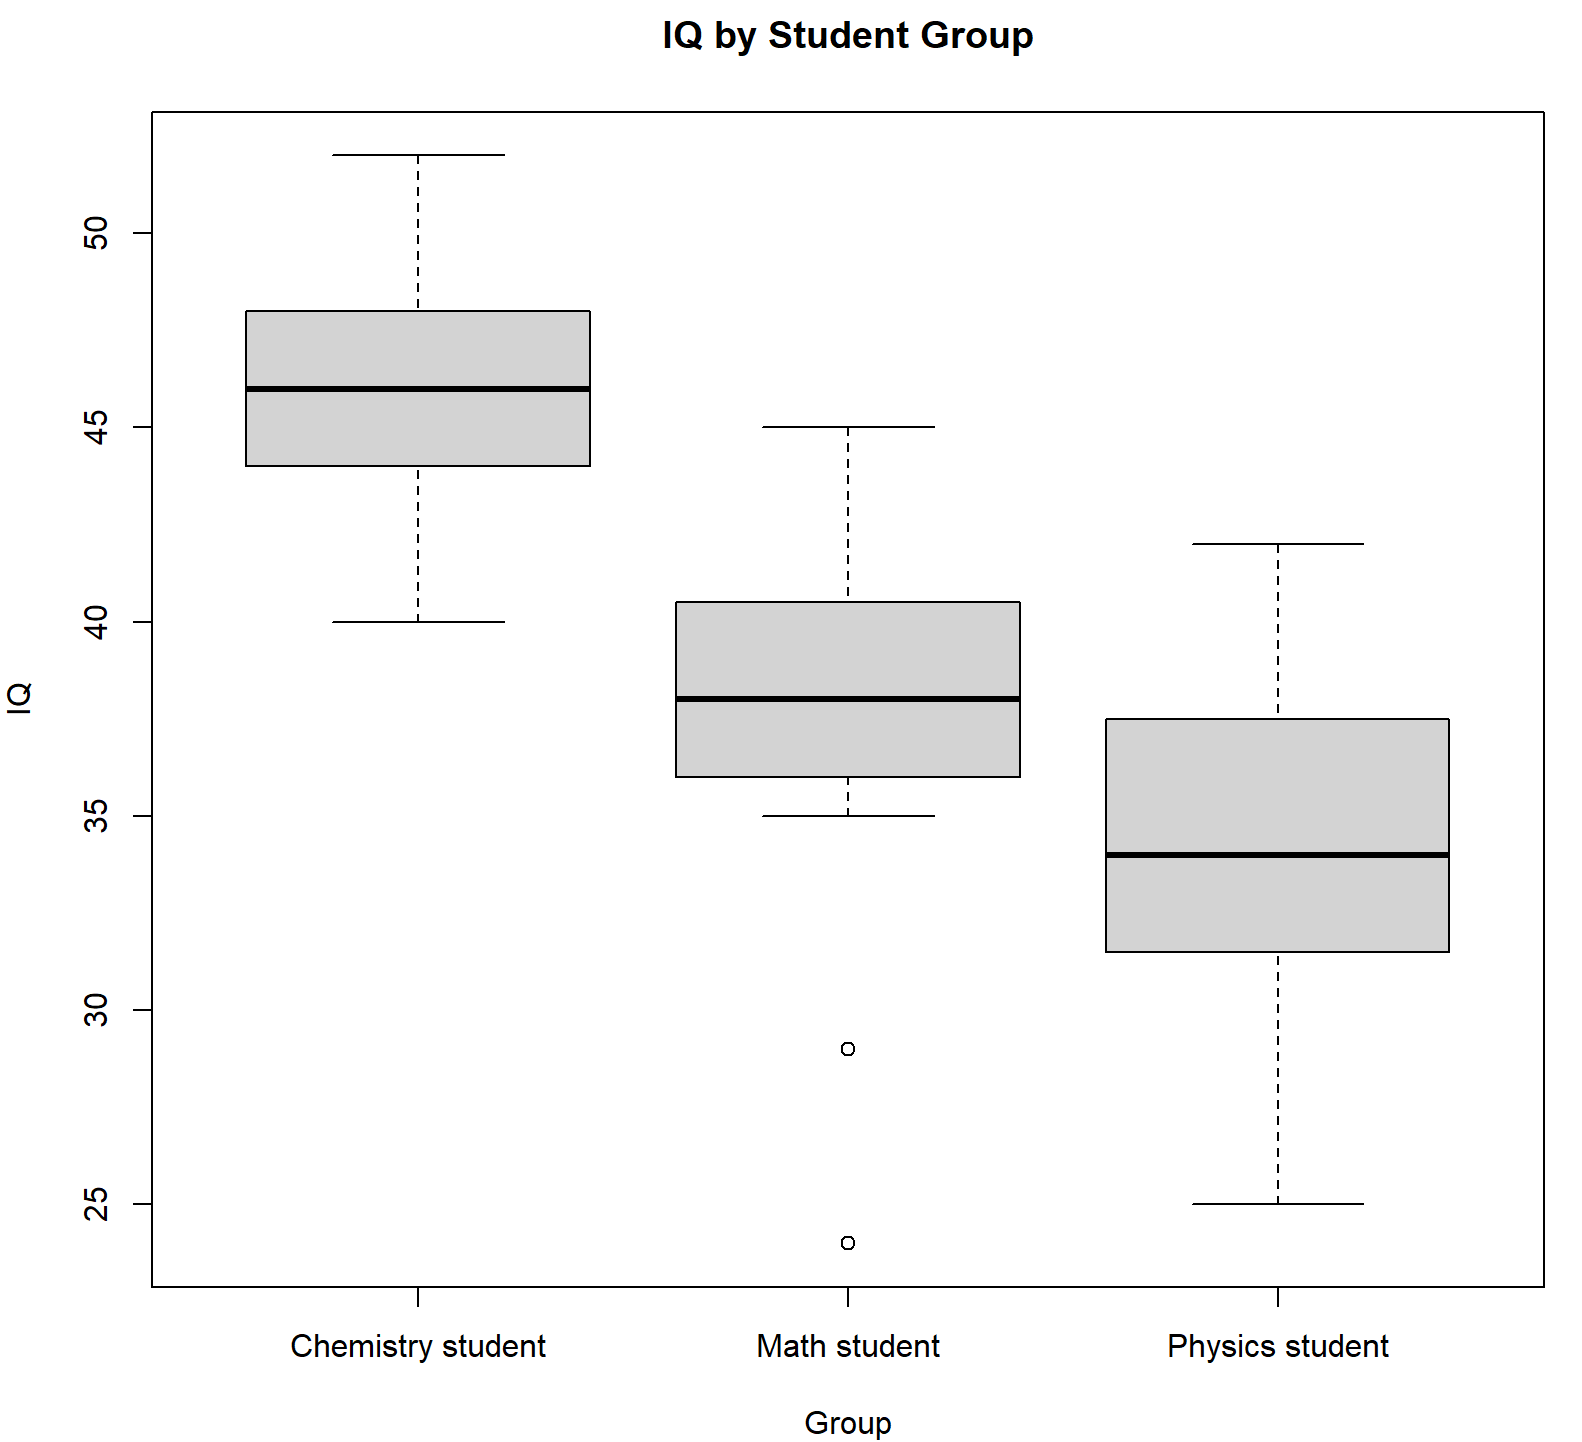 IQ by Student Group
IQ
50
45
40
35
30
25
Chemistry student
Math student
Physics student
Group